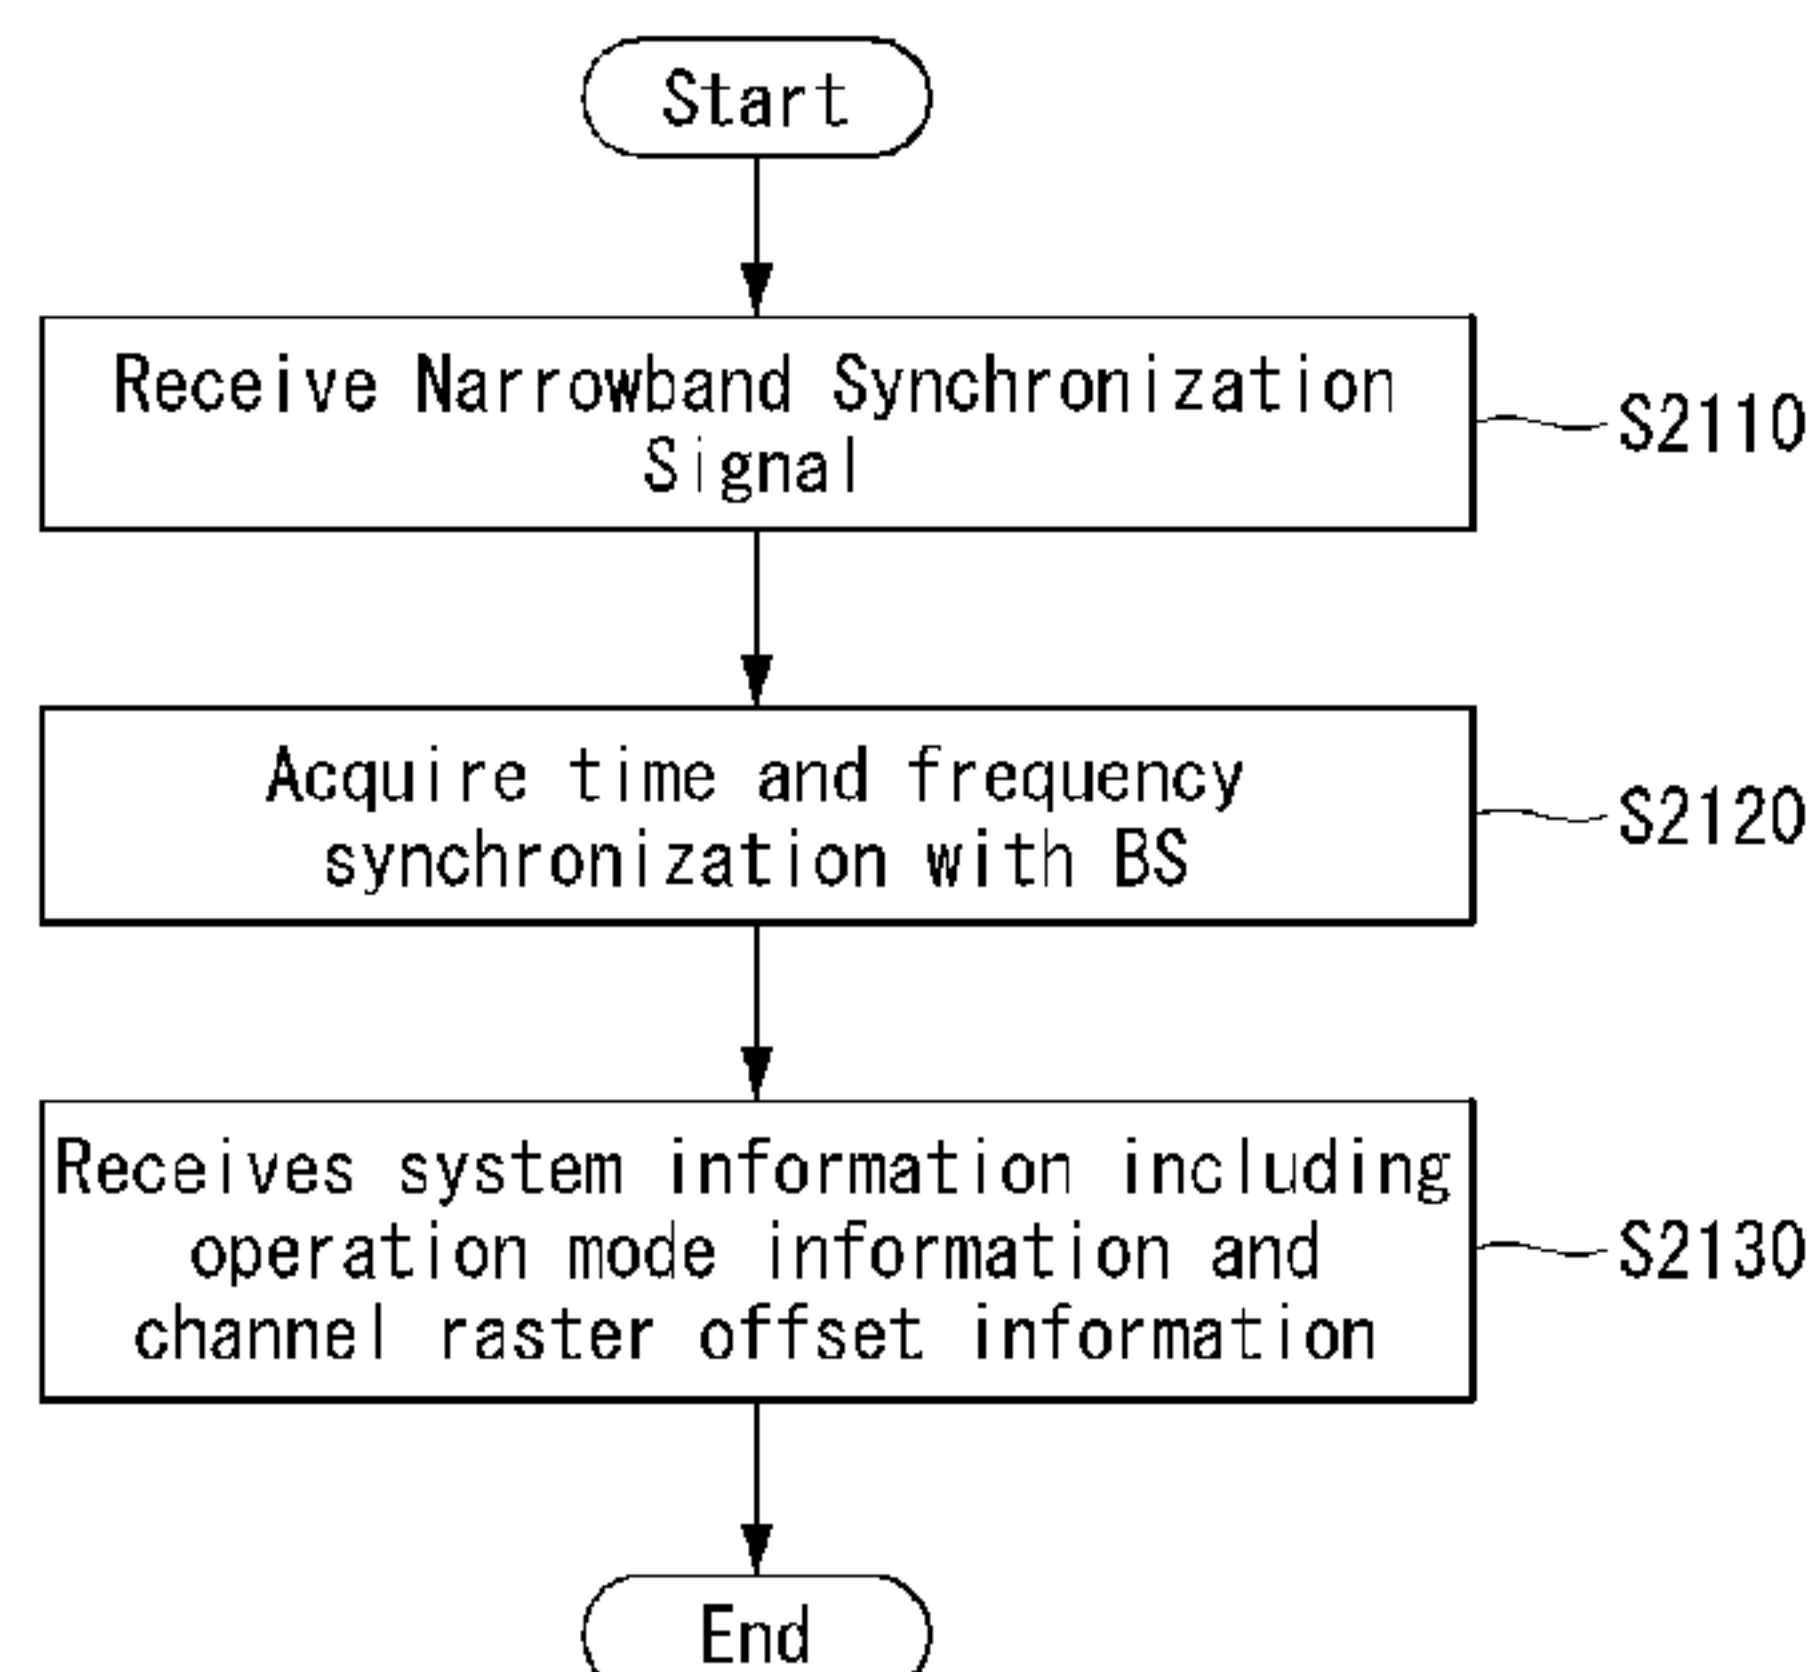 Start
Receive Narrowband Synchronization
Signal
S2110
Acquire time and frequency
synchronization with BS
S2120
Receives system information including
operation mode information and
channel raster offset information
S2130
End